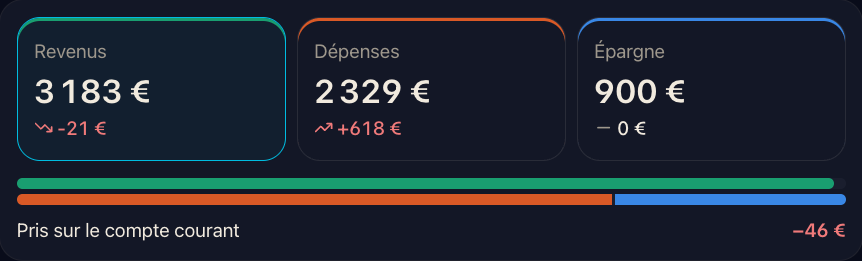 Revenus
3 183 €
-21 €
Dépenses
2 329 €
+618 €
Épargne
900 €
0 €
Pris sur le compte courant
−46 €